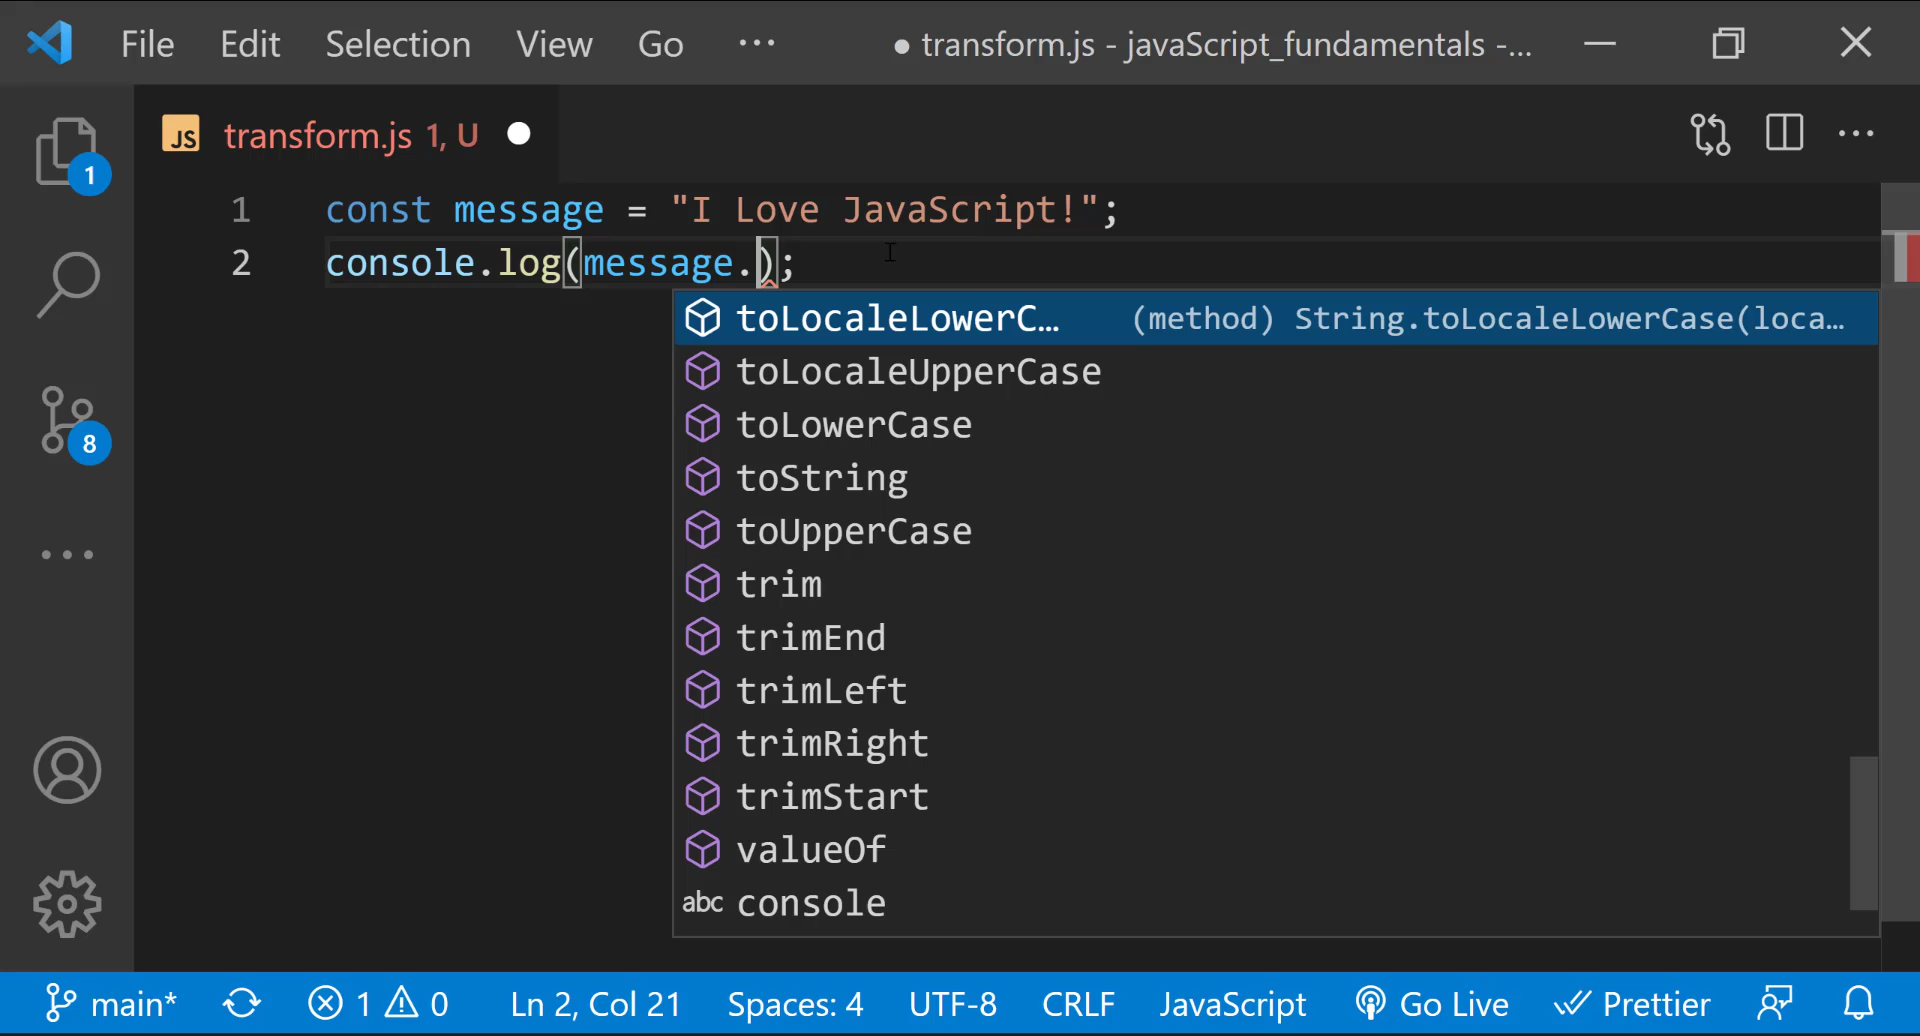 File Edit Selection View Go ··· ● transform.js - javaScript_fundamentals -...
1
8
JS transform.js 1, U
1 const message = "I Love JavaScript!";
2 console.log(message.);
toLocaleLowerC… (method) String.toLocaleLowerCase(loca…
toLocaleUpperCase
toLowerCase
toString
toUpperCase
trim
trimEnd
trimLeft
trimRight
trimStart
valueOf
abc console
main* 1 0 Ln 2, Col 21 Spaces: 4 UTF-8 CRLF JavaScript Go Live Prettier